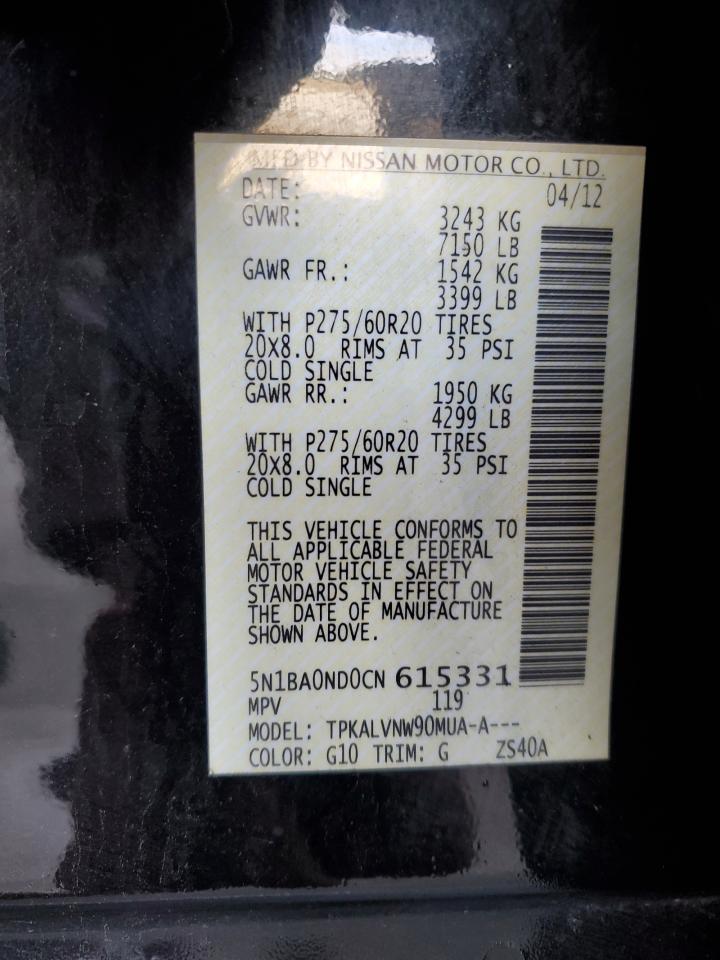 MFD BY NISSAN MOTOR CO., LTD.
DATE: 04/12
GVWR: 3243 KG
7150 LB
GAWR FR.: 1542 KG
3399 LB
WITH P275/60R20 TIRES
20X8.0 RIMS AT 35 PSI
COLD SINGLE
GAWR RR.: 1950 KG
4299 LB
WITH P275/60R20 TIRES
20X8.0 RIMS AT 35 PSI
COLD SINGLE
THIS VEHICLE CONFORMS TO
ALL APPLICABLE FEDERAL
MOTOR VEHICLE SAFETY
STANDARDS IN EFFECT ON
THE DATE OF MANUFACTURE
SHOWN ABOVE.
5N1BA0ND0CN 615331
MPV 119
MODEL: TPKALVNW90MUA-A---
COLOR: G10 TRIM: G ZS40A